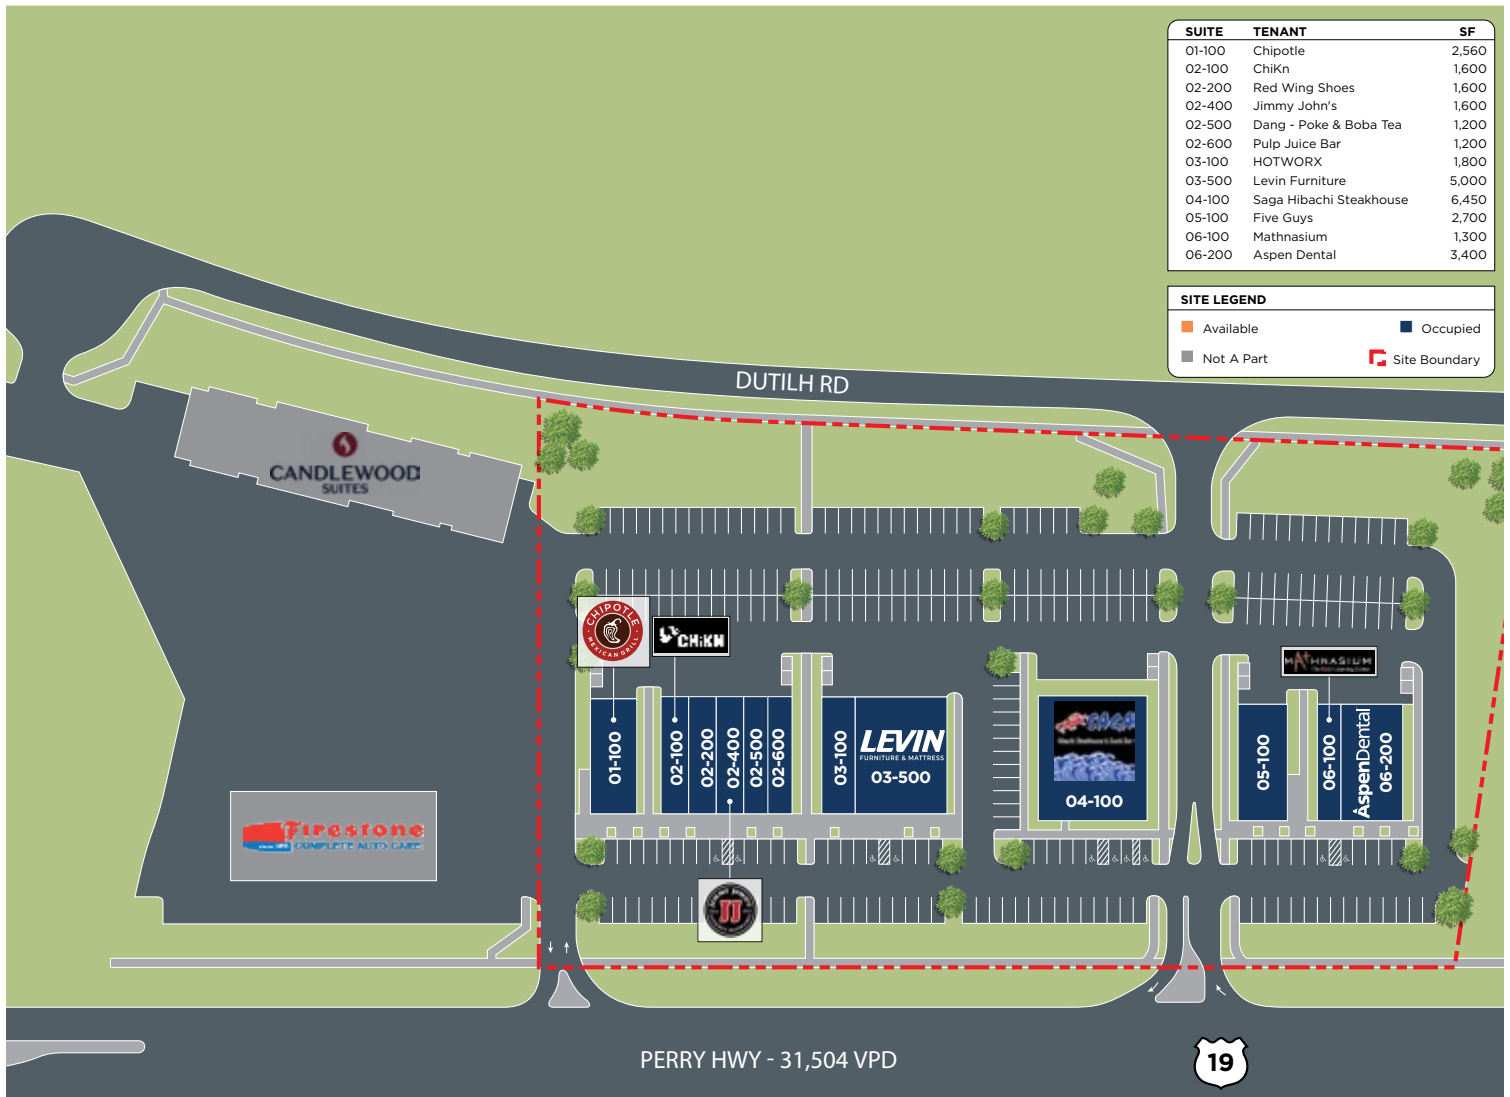 SUITE TENANT SF
01-100 Chipotle 2,560
02-100 ChiKn 1,600
02-200 Red Wing Shoes 1,600
02-400 Jimmy John's 1,600
02-500 Dang - Poke & Boba Tea 1,200
02-600 Pulp Juice Bar 1,200
03-100 HOTWORX 1,800
03-500 Levin Furniture 5,000
04-100 Saga Hibachi Steakhouse 6,450
05-100 Five Guys 2,700
06-100 Mathnasium 1,300
06-200 Aspen Dental 3,400
SITE LEGEND
Available Occupied
Not A Part Site Boundary
DUTILH RD
CANDLEWOOD
SUITES
CHIPOTLE
MEXICAN GRILL
CHiKN
MATHNASIUM
SAGA
01-100
02-100
02-200
02-400
02-500
02-600
03-100
LEVIN
FURNITURE & MATTRESS
03-500
04-100
05-100
06-100
AspenDental
06-200
Firestone
COMPLETE AUTO CARE
JJ
PERRY HWY - 31,504 VPD
19